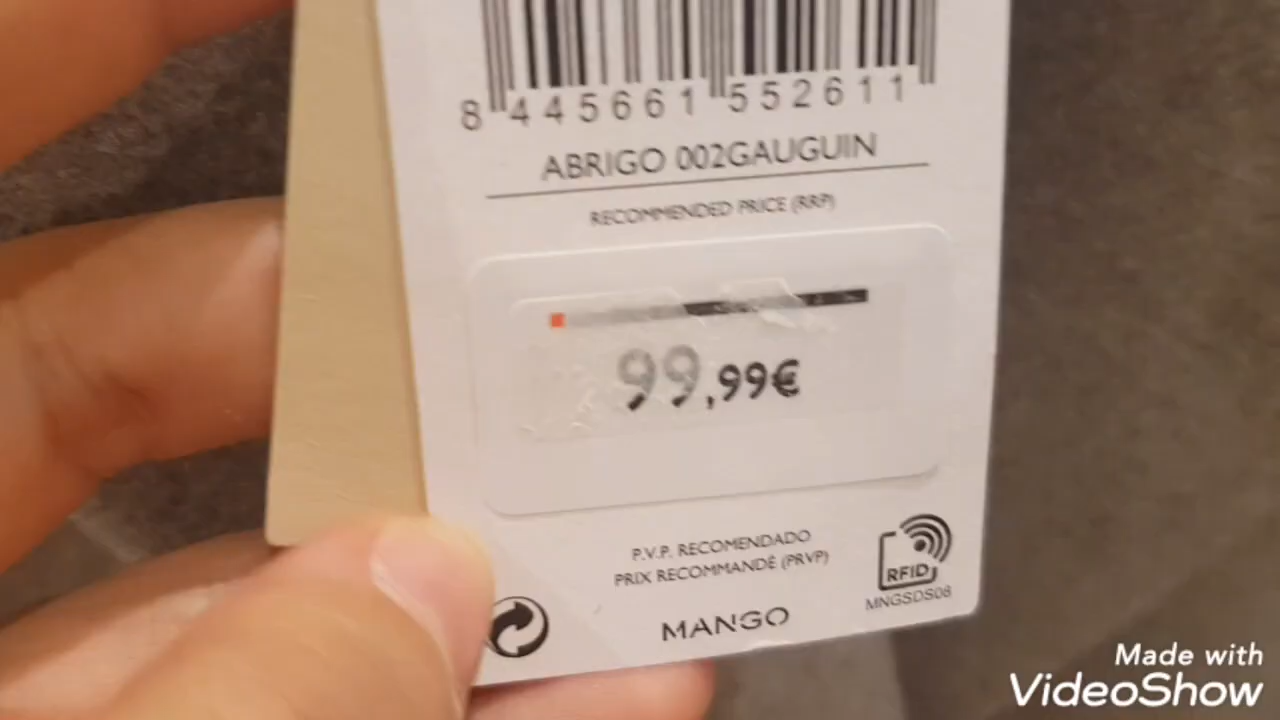 8 445661 552611
ABRIGO 002GAUGUIN
RECOMMENDED PRICE (RRP)
99,99€
P.V.P. RECOMENDADO
PRIX RECOMMANDÉ (PRVP)
RFID
MNGSDS08
MANGO
Made with
VideoShow